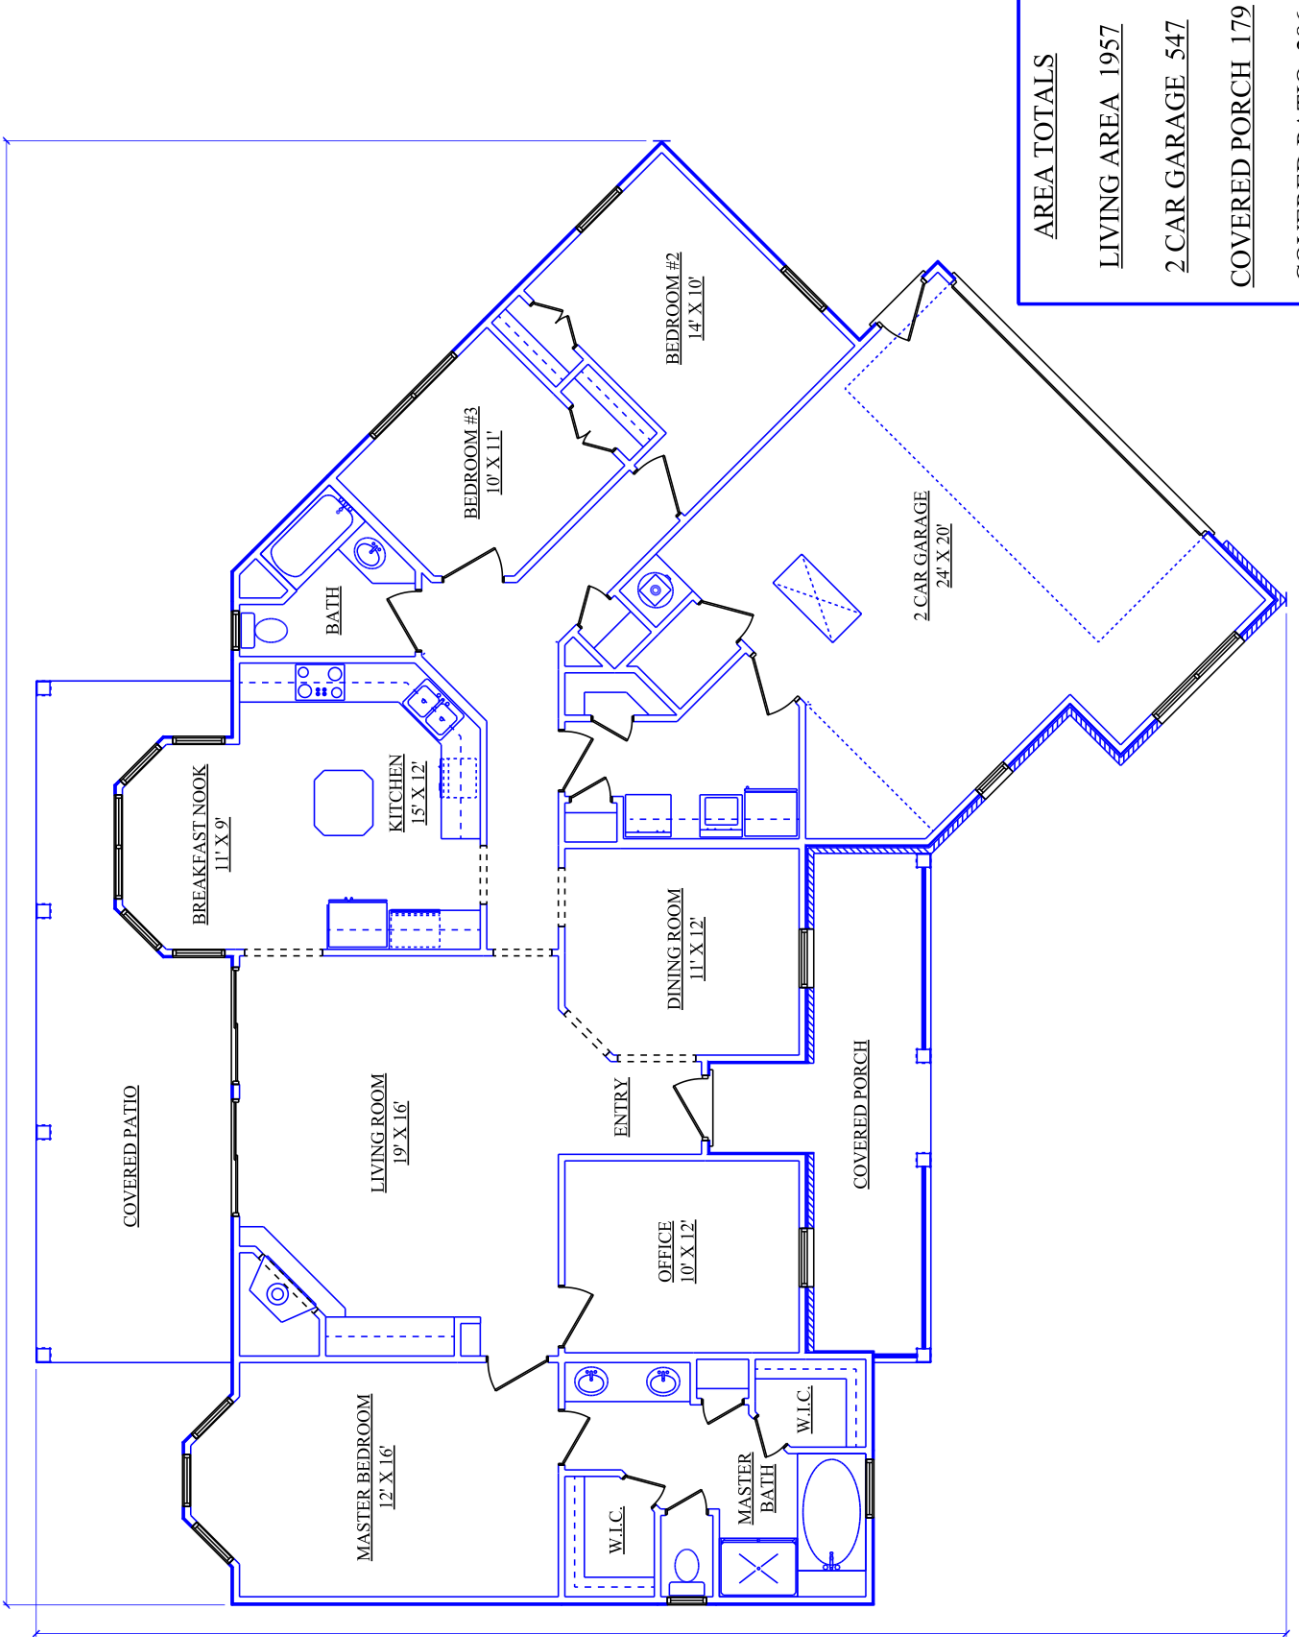 COVERED PATIO
BREAKFAST NOOK
11' X 9'
MASTER BEDROOM
12' X 16'
LIVING ROOM
19' X 16'
KITCHEN
15' X 12'
BATH
BEDROOM #3
10' X 11'
BEDROOM #2
14' X 10'
W.I.C.
ENTRY
OFFICE
10' X 12'
DINING ROOM
11' X 12'
MASTER
BATH
W.I.C.
COVERED PORCH
2 CAR GARAGE
24' X 20'
AREA TOTALS
LIVING AREA 1957
2 CAR GARAGE 547
COVERED PORCH 179